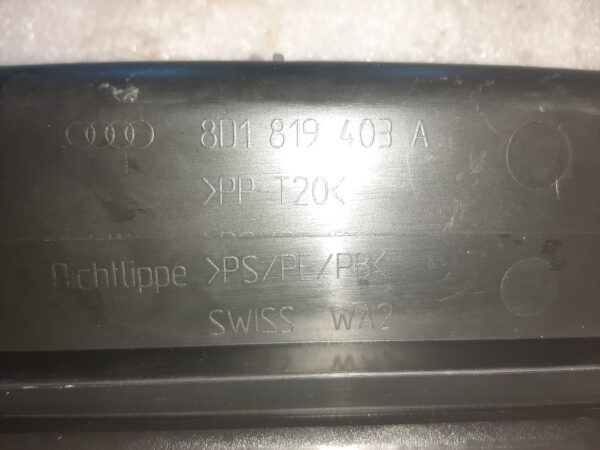 8D1 819 403 A
>PP-T20<
Dichtlippe >PS/PE/PB<
SWISS WA2